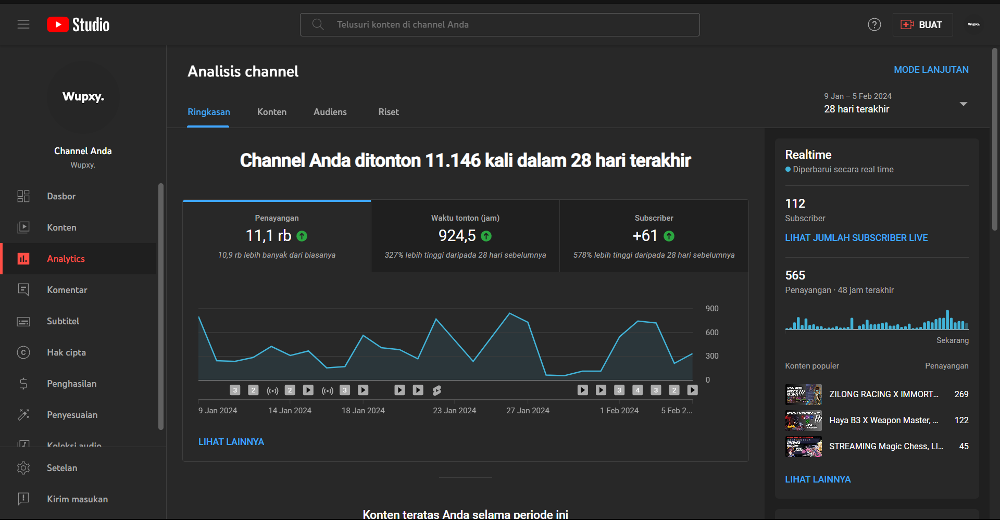 Studio
Telusuri konten di channel Anda
?
BUAT
Wupxy.
Wupxy.
Channel Anda
Wupxy.
Dasbor
Konten
Analytics
Komentar
Subtitel
Hak cipta
Penghasilan
Penyesuaian
Koleksi audio
Setelan
Kirim masukan
Analisis channel
MODE LANJUTAN
Ringkasan
Konten
Audiens
Riset
9 Jan – 5 Feb 2024
28 hari terakhir
Channel Anda ditonton 11.146 kali dalam 28 hari terakhir
Penayangan
11,1 rb
10,9 rb lebih banyak dari biasanya
Waktu tonton (jam)
924,5
327% lebih tinggi daripada 28 hari sebelumnya
Subscriber
+61
578% lebih tinggi daripada 28 hari sebelumnya
900
600
300
0
3 2 2 3 3 4 3 2
9 Jan 2024
14 Jan 2024
18 Jan 2024
23 Jan 2024
27 Jan 2024
1 Feb 2024
5 Feb 2...
LIHAT LAINNYA
Konten teratas Anda selama periode ini
Realtime
Diperbarui secara real time
112
Subscriber
LIHAT JUMLAH SUBSCRIBER LIVE
565
Penayangan · 48 jam terakhir
Sekarang
Konten populer
Penayangan
ZILONG RACING X IMMORT...
269
Haya B3 X Weapon Master, ...
122
STREAMING Magic Chess, LI...
45
LIHAT LAINNYA